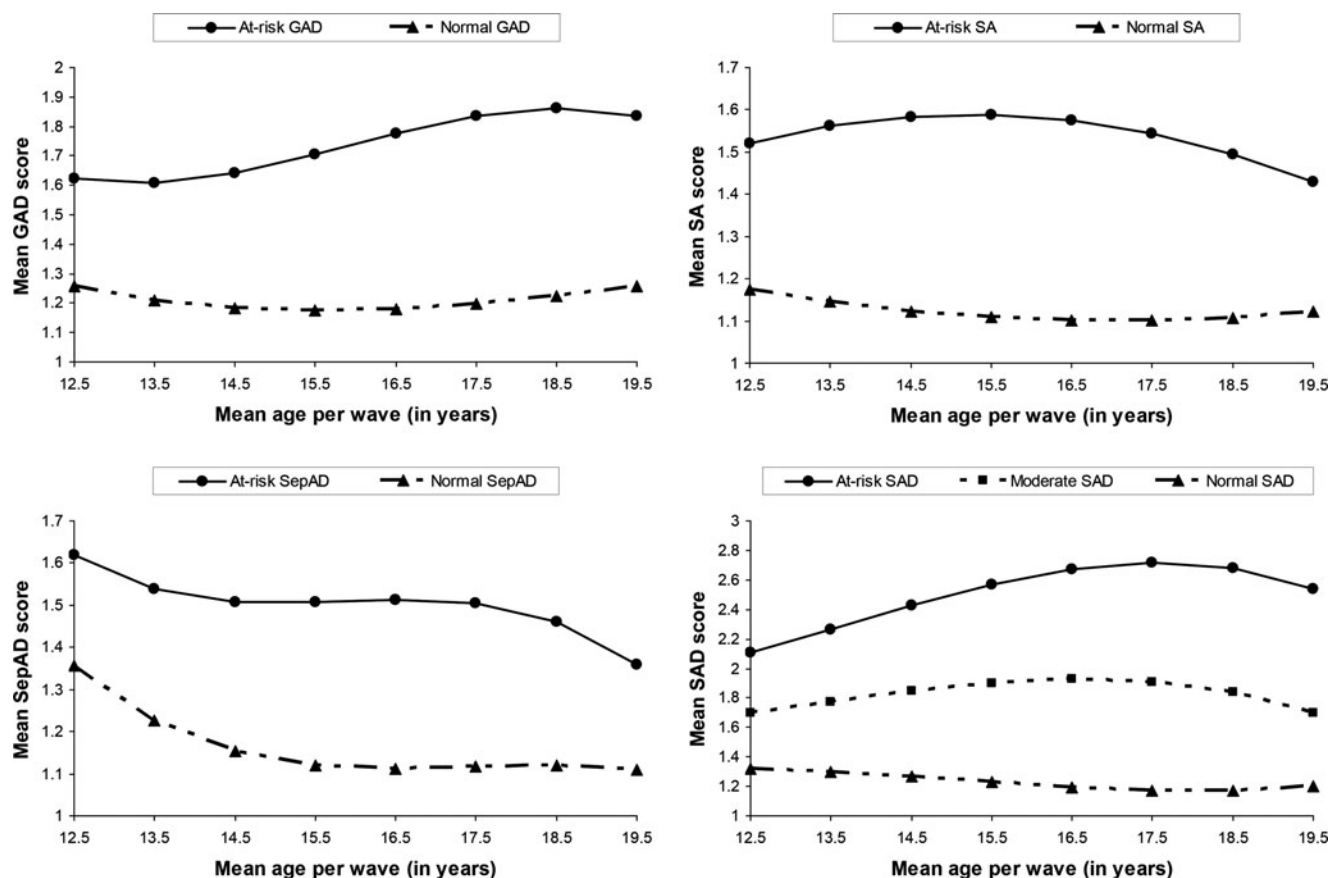 At-risk GAD Normal GAD
Mean GAD score
2
1.9
1.8
1.7
1.6
1.5
1.4
1.3
1.2
1.1
1
12.5 13.5 14.5 15.5 16.5 17.5 18.5 19.5
Mean age per wave (in years)
At-risk SA Normal SA
Mean SA score
1.7
1.6
1.5
1.4
1.3
1.2
1.1
1
12.5 13.5 14.5 15.5 16.5 17.5 18.5 19.5
Mean age per wave (in years)
At-risk SepAD Normal SepAD
Mean SepAD score
1.7
1.6
1.5
1.4
1.3
1.2
1.1
1
12.5 13.5 14.5 15.5 16.5 17.5 18.5 19.5
Mean age per wave (in years)
At-risk SAD Moderate SAD Normal SAD
Mean SAD score
3
2.8
2.6
2.4
2.2
2
1.8
1.6
1.4
1.2
1
12.5 13.5 14.5 15.5 16.5 17.5 18.5 19.5
Mean age per wave (in years)